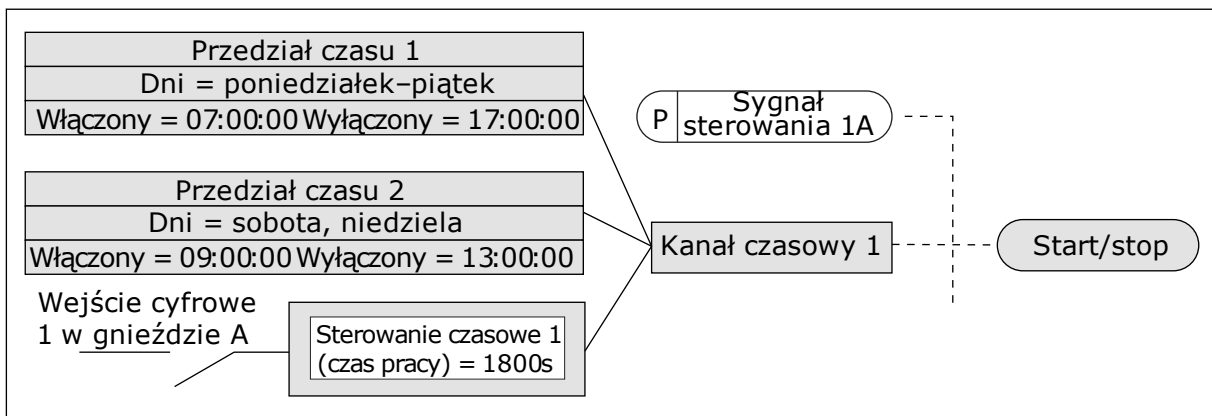 Przedział czasu 1
Dni = poniedziałek–piątek
Włączony = 07:00:00 Wyłączony = 17:00:00
P
Sygnał
sterowania 1A
Przedział czasu 2
Dni = sobota, niedziela
Włączony = 09:00:00 Wyłączony = 13:00:00
Kanał czasowy 1
Start/stop
Wejście cyfrowe
1 w gnieździe A
Sterowanie czasowe 1
(czas pracy) = 1800s